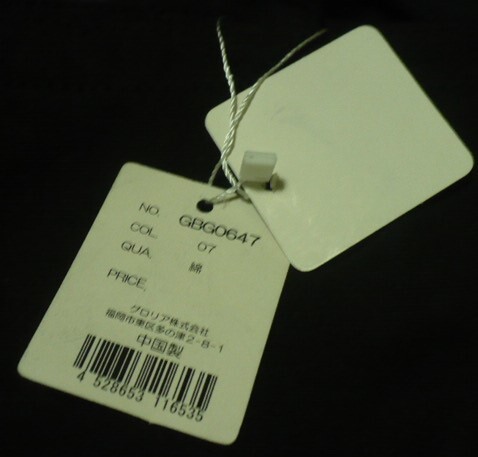 NO. GBG0647
COL. 07
QUA. 綿
PRICE.
グロリア株式会社
福岡市東区多の津2-8-1
中国製
4 528653 116535